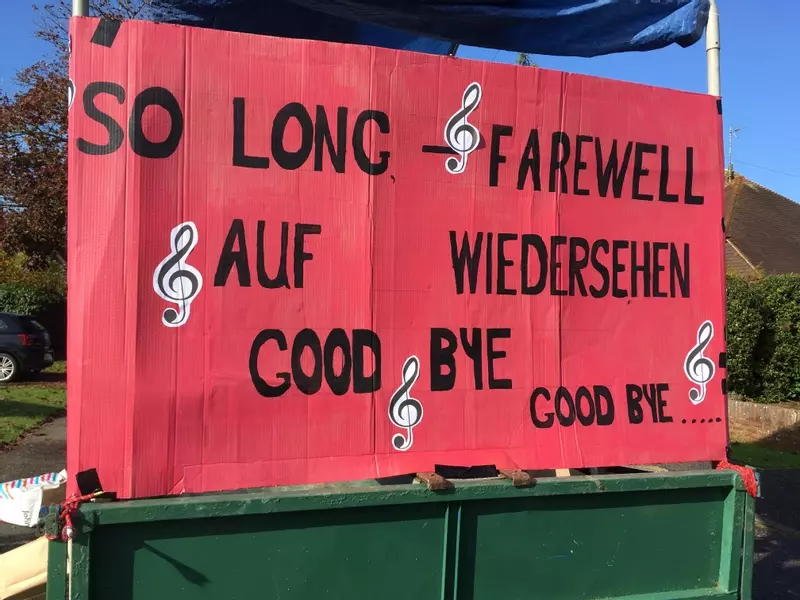 SO LONG - FAREWELL
AUF WIEDERSEHEN
GOOD BYE
GOOD BYE .....